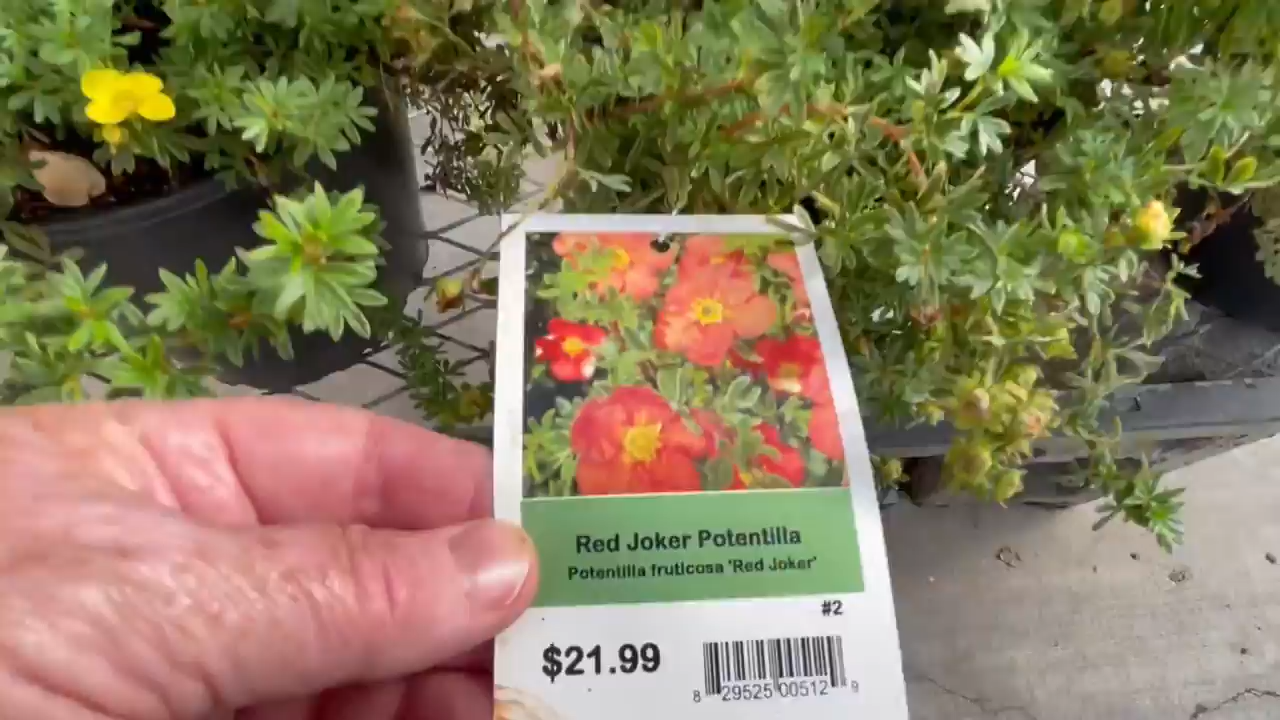 Red Joker Potentilla
Potentilla fruticosa 'Red Joker'
#2
$21.99
8 29525 00512 9